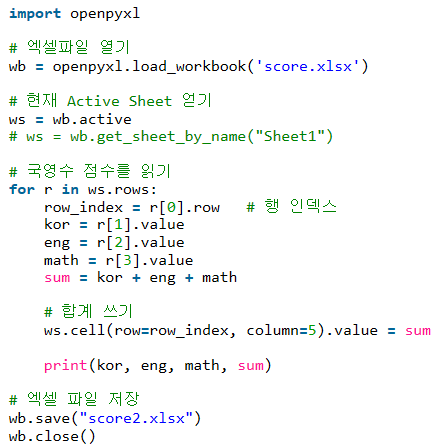 import openpyxl
# 엑셀파일 열기
wb = openpyxl.load_workbook('score.xlsx')
# 현재 Active Sheet 얻기
ws = wb.active
# ws = wb.get_sheet_by_name("Sheet1")
# 국영수 점수를 읽기
for r in ws.rows:
    row_index = r[0].row   # 행 인덱스
    kor = r[1].value
    eng = r[2].value
    math = r[3].value
    sum = kor + eng + math
    # 합계 쓰기
    ws.cell(row=row_index, column=5).value = sum
    print(kor, eng, math, sum)
# 엑셀 파일 저장
wb.save("score2.xlsx")
wb.close()